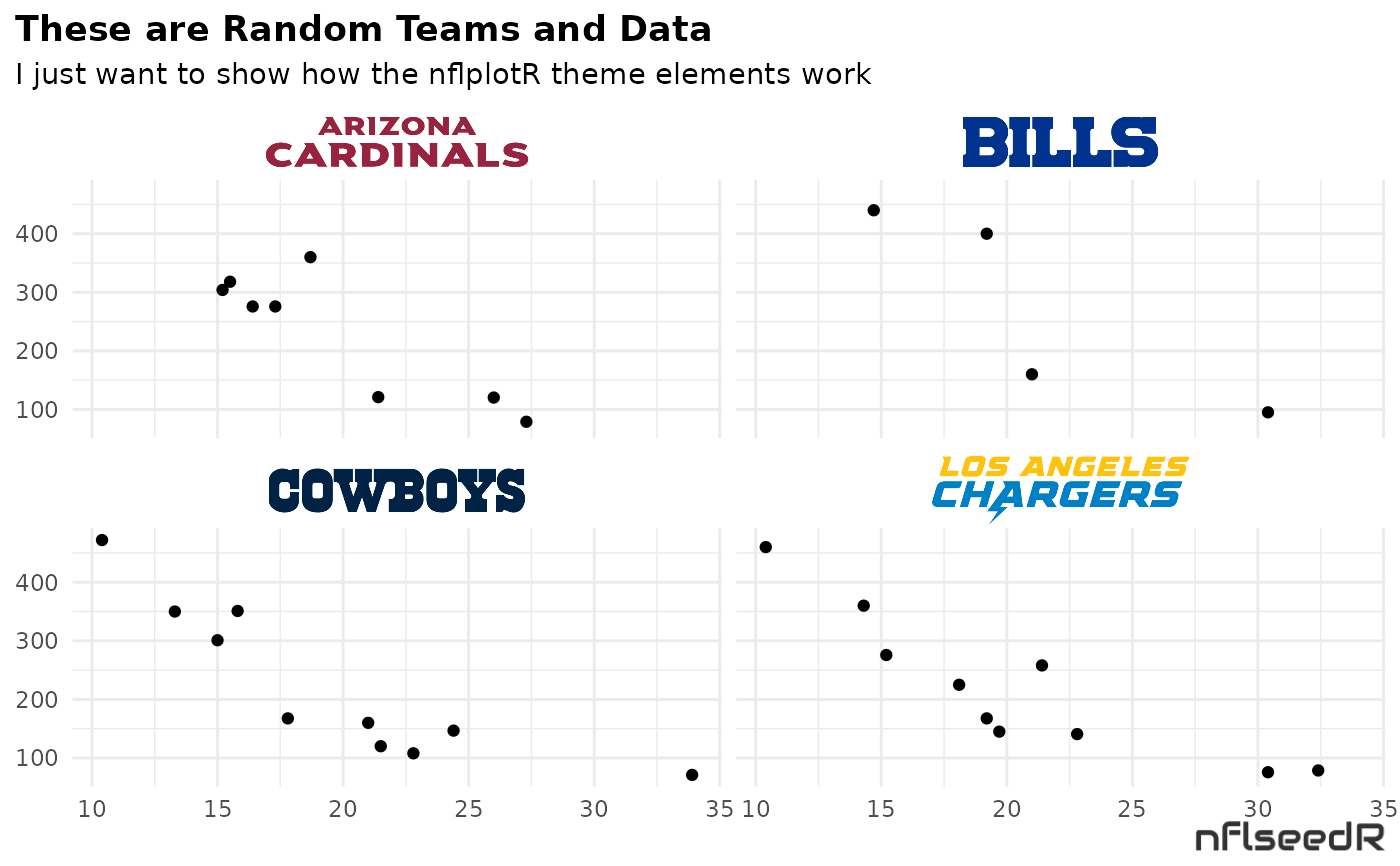 These are Random Teams and Data
I just want to show how the nflplotR theme elements work
ARIZONA
CARDINALS
BILLS
400
300
200
100
COWBOYS
LOS ANGELES
CHARGERS
400
300
200
100
10 15 20 25 30 35 10 15 20 25 30 35
nflseedR